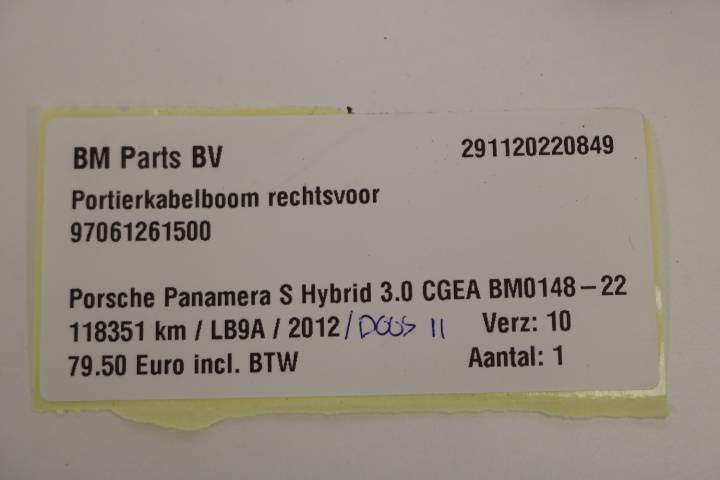 BM Parts BV 291120220849
Portierkabelboom rechtsvoor
97061261500
Porsche Panamera S Hybrid 3.0 CGEA BM0148-22
118351 km / LB9A / 2012 / DOOS 11 Verz: 10
79.50 Euro incl. BTW Aantal: 1